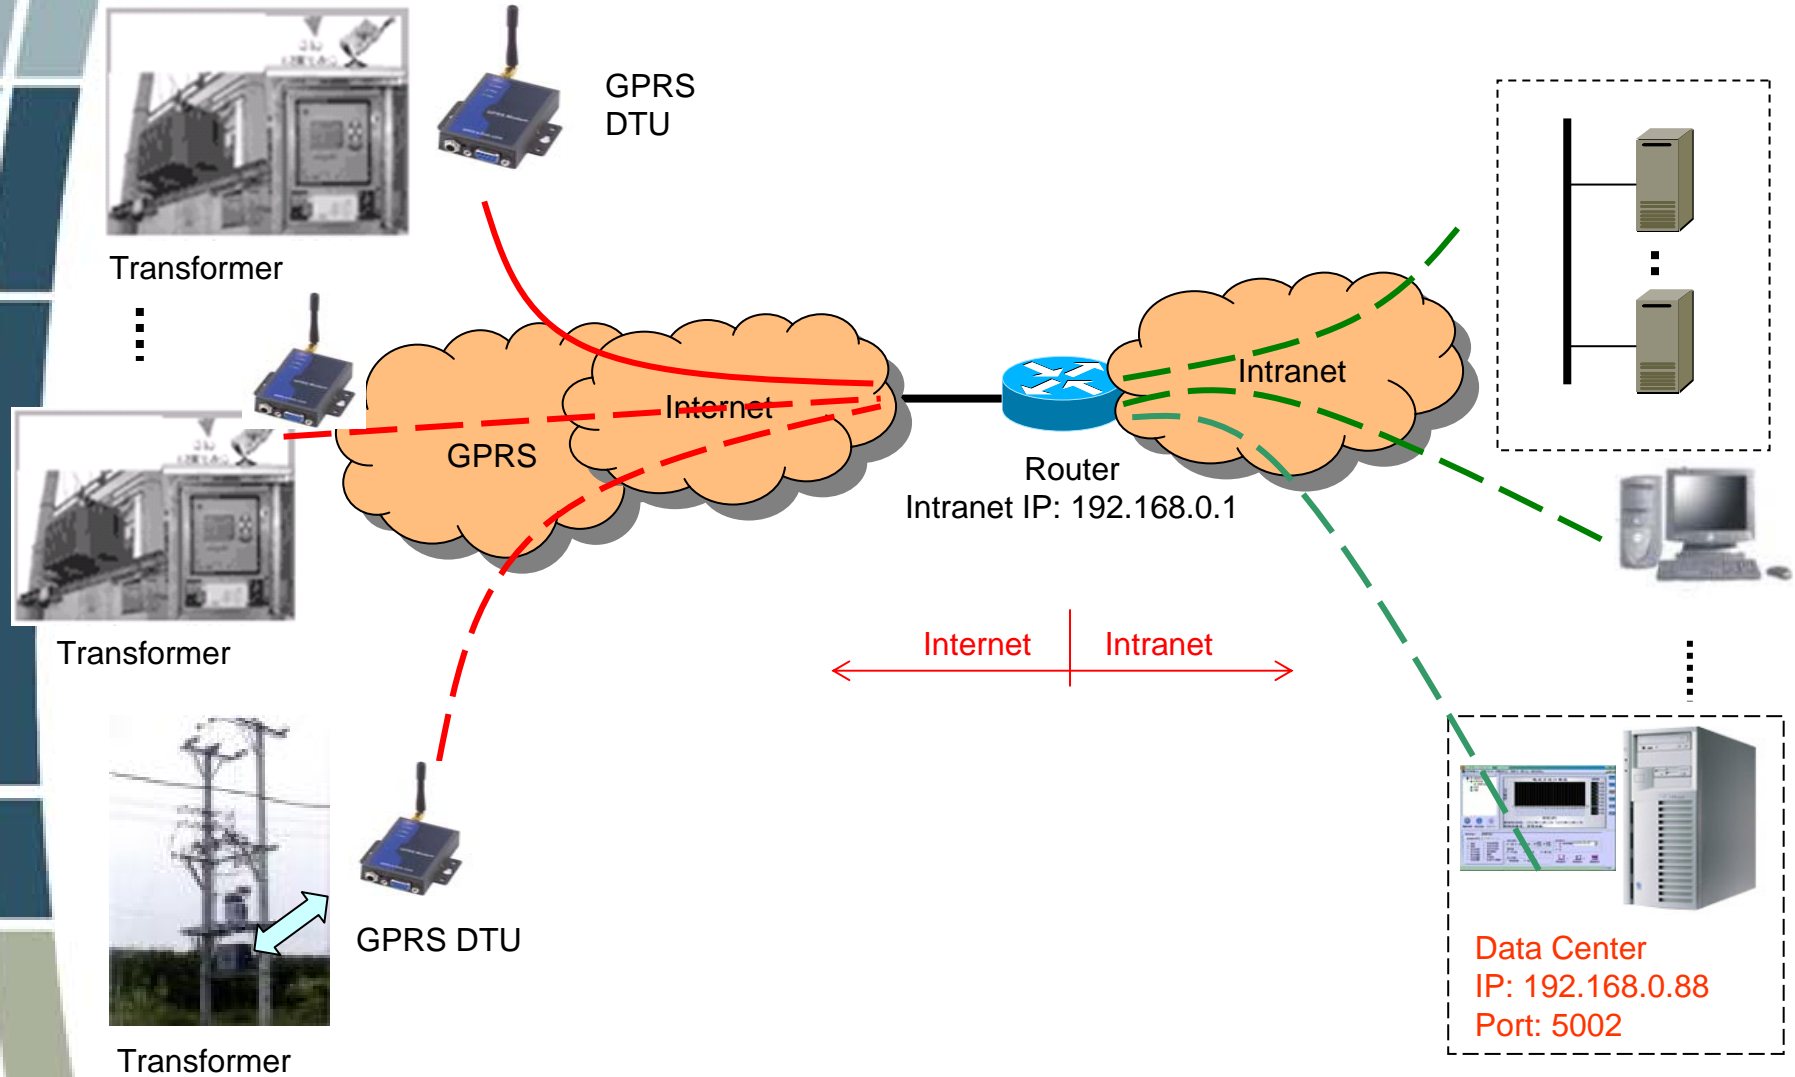 GPRS
DTU
Transformer
Internet
Intranet
GPRS
Router
Intranet IP: 192.168.0.1
Transformer
Internet
Intranet
GPRS DTU
Data Center
IP: 192.168.0.88
Port: 5002
Transformer